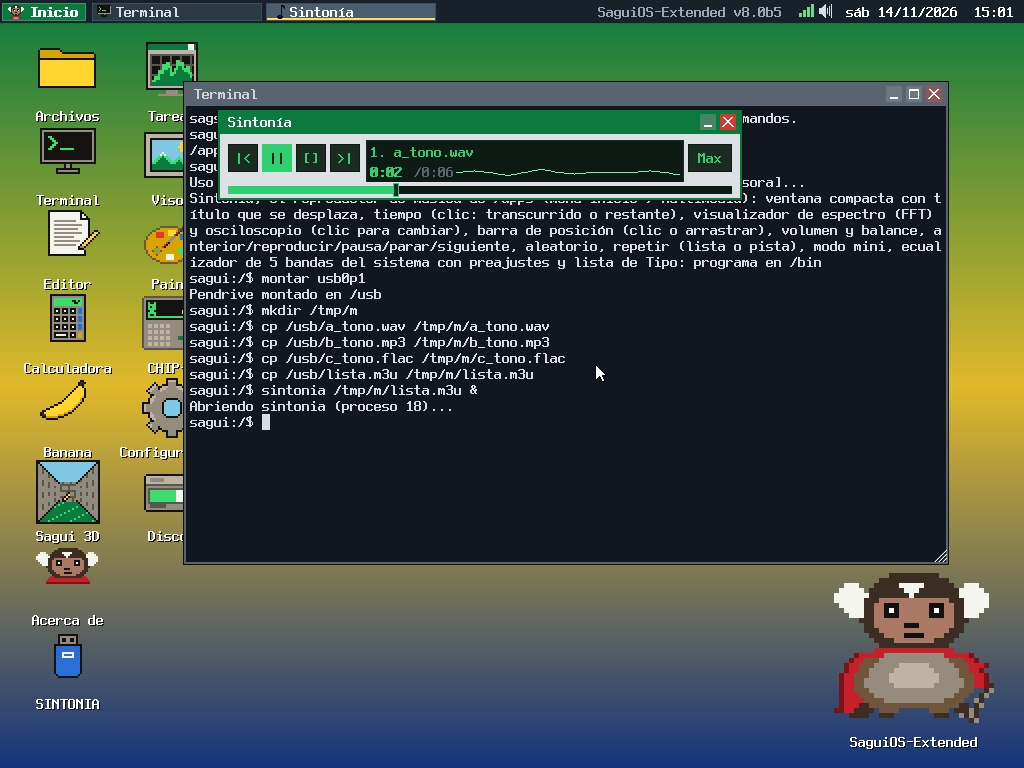 Inicio
Terminal
Sintonía
SaguiOS-Extended v8.0b5
sáb 14/11/2026
15:01
Archivos
Terminal
Editor
Calculadora
Banana
Sagui 3D
Acerca de
SINTONIA
Terminal
mandos.
Sintonía
|<
||
[]
>|
1. a_tono.wav
0:02 /0:06
Max
/app
Uso
sora]...
ventana compacta con t
ítulo que se desplaza, tiempo (clic: transcurrido o restante), visualizador de espectro (FFT)
y osciloscopio (clic para cambiar), barra de posición (clic o arrastrar), volumen y balance, a
nterior/reproducir/pausa/parar/siguiente, aleatorio, repetir (lista o pista), modo mini, ecual
izador de 5 bandas del sistema con preajustes y lista de Tipo: programa en /bin
sagui:/$ montar usb0p1
Pendrive montado en /usb
sagui:/$ mkdir /tmp/m
sagui:/$ cp /usb/a_tono.wav /tmp/m/a_tono.wav
sagui:/$ cp /usb/b_tono.mp3 /tmp/m/b_tono.mp3
sagui:/$ cp /usb/c_tono.flac /tmp/m/c_tono.flac
sagui:/$ cp /usb/lista.m3u /tmp/m/lista.m3u
sagui:/$ sintonia /tmp/m/lista.m3u &
Abriendo sintonia (proceso 18)...
sagui:/$
SaguiOS-Extended